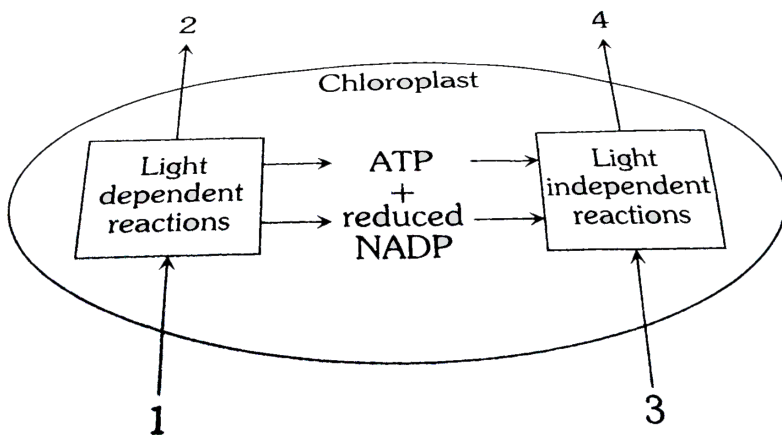 2
4
Chloroplast
Light
dependent
reactions
ATP
+
reduced
NADP
Light
independent
reactions
1
3